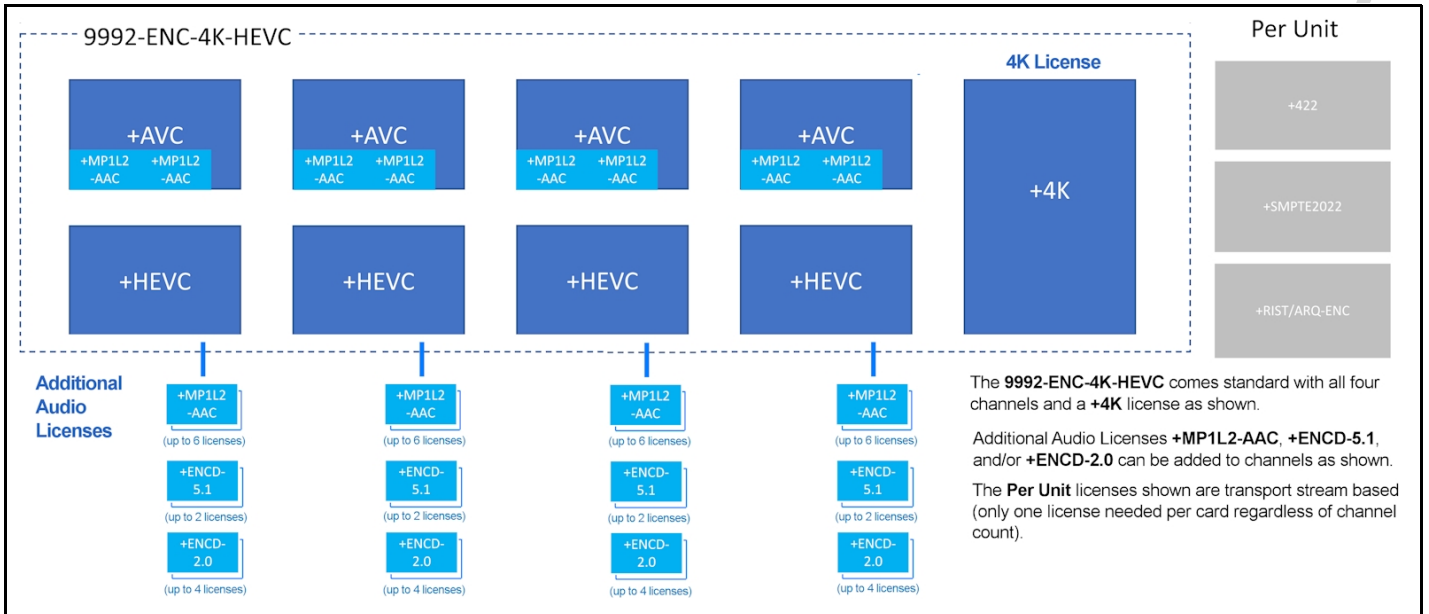 9992-ENC-4K-HEVC
Per Unit
4K License
+AVC
+MP1L2
-AAC
+MP1L2
-AAC
+AVC
+MP1L2
-AAC
+MP1L2
-AAC
+AVC
+MP1L2
-AAC
+MP1L2
-AAC
+AVC
+MP1L2
-AAC
+MP1L2
-AAC
+4K
+422
+SMPTE2022
+RIST/ARQ-ENC
+HEVC
+HEVC
+HEVC
+HEVC
Additional
Audio
Licenses
+MP1L2
-AAC
(up to 6 licenses)
+MP1L2
-AAC
(up to 6 licenses)
+MP1L2
-AAC
(up to 6 licenses)
+MP1L2
-AAC
(up to 6 licenses)
+ENCD-
5.1
(up to 2 licenses)
+ENCD-
5.1
(up to 2 licenses)
+ENCD-
5.1
(up to 2 licenses)
+ENCD-
5.1
(up to 2 licenses)
+ENCD-
2.0
(up to 4 licenses)
+ENCD-
2.0
(up to 4 licenses)
+ENCD-
2.0
(up to 4 licenses)
+ENCD-
2.0
(up to 4 licenses)
The 9992-ENC-4K-HEVC comes standard with all four
channels and a +4K license as shown.
Additional Audio Licenses +MP1L2-AAC, +ENCD-5.1,
and/or +ENCD-2.0 can be added to channels as shown.
The Per Unit licenses shown are transport stream based
(only one license needed per card regardless of channel
count).